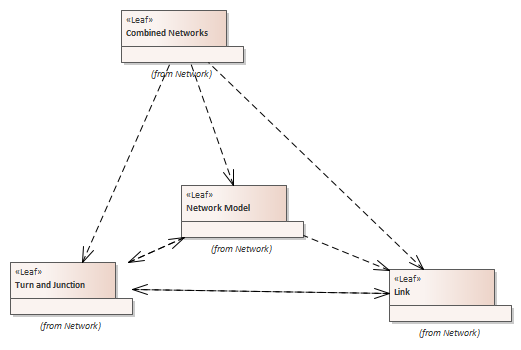 «Leaf»
Combined Networks
(from Network)
«Leaf»
Network Model
(from Network)
«Leaf»
Turn and Junction
(from Network)
«Leaf»
Link
(from Network)